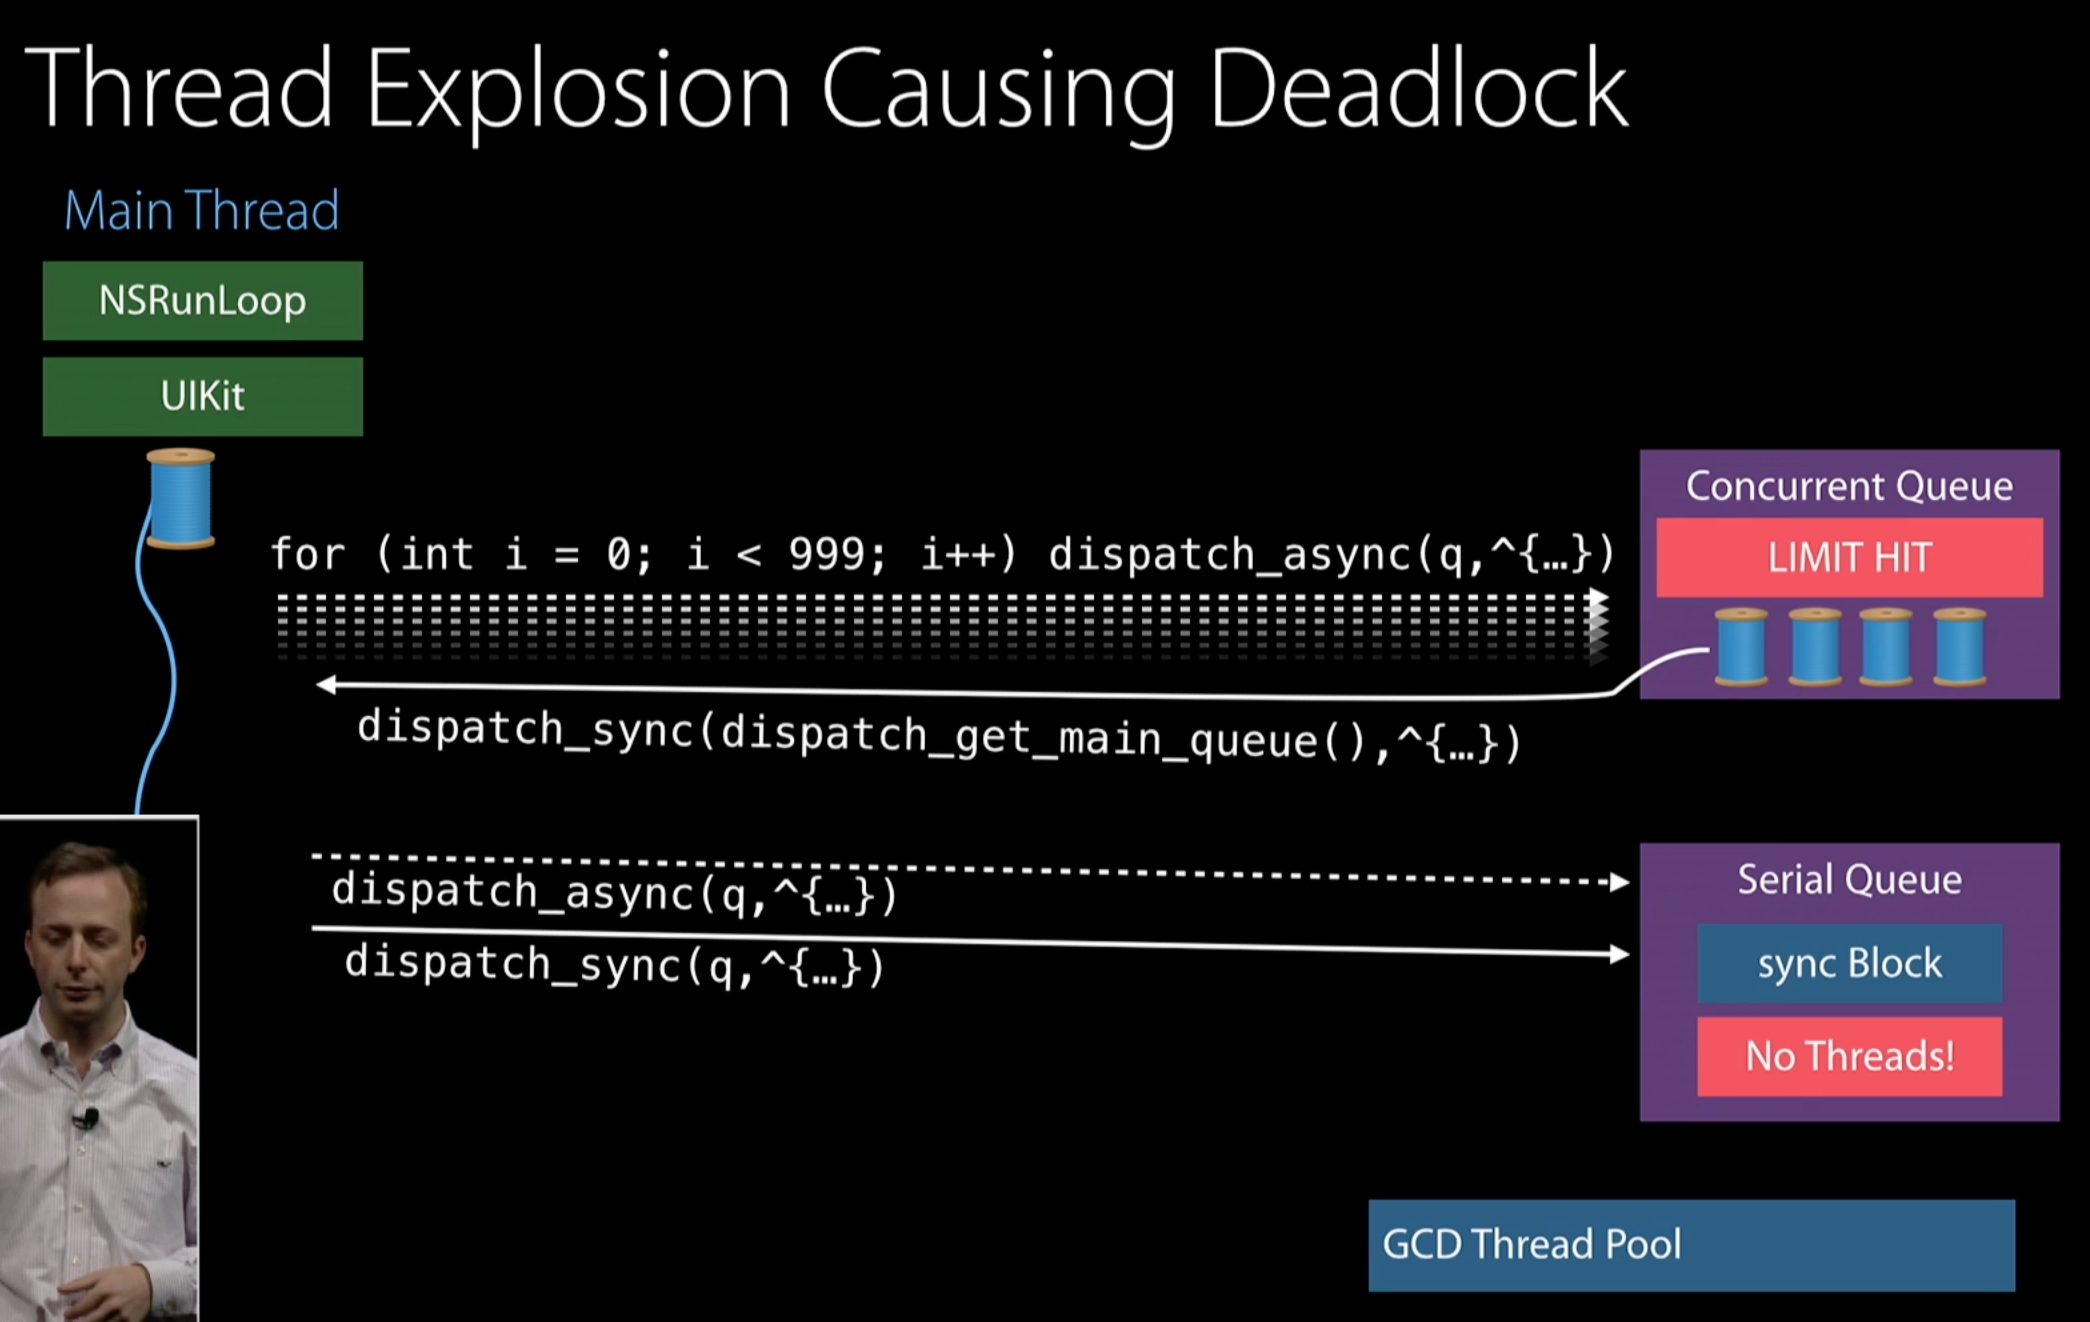 Thread Explosion Causing Deadlock
Main Thread
NSRunLoop
UIKit
for (int i = 0; i < 999; i++) dispatch_async(q,^{…})
Concurrent Queue
LIMIT HIT
dispatch_sync(dispatch_get_main_queue(),^{…})
dispatch_async(q,^{…})
dispatch_sync(q,^{…})
Serial Queue
sync Block
No Threads!
GCD Thread Pool